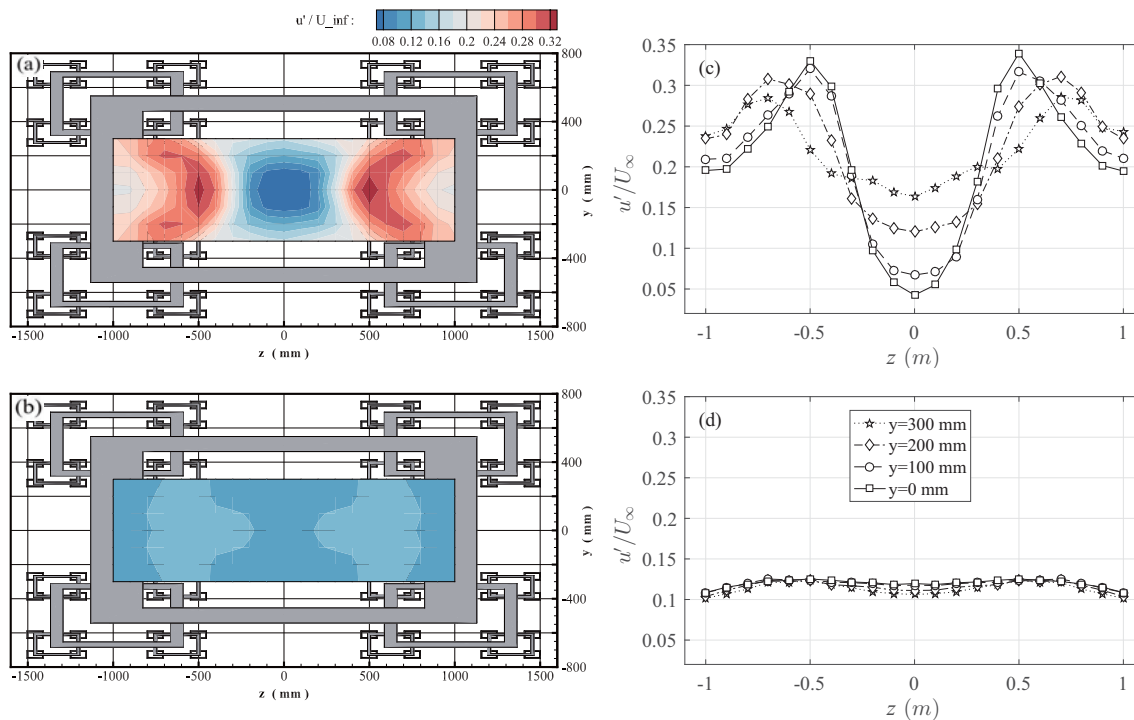 u' / U_inf :
0.08 0.12 0.16 0.2 0.24 0.28 0.32
(a)
800
400
0
-400
-800
y ( mm )
-1500 -1000 -500 0 500 1000 1500
z ( mm )
(b)
800
400
0
-400
-800
y ( mm )
-1500 -1000 -500 0 500 1000 1500
z ( mm )
(c)
0.35
0.3
0.25
0.2
0.15
0.1
0.05
u′/U∞
-1 -0.5 0 0.5 1
z (m)
(d)
0.35
0.3
0.25
0.2
0.15
0.1
0.05
u′/U∞
y=300 mm
y=200 mm
y=100 mm
y=0 mm
-1 -0.5 0 0.5 1
z (m)